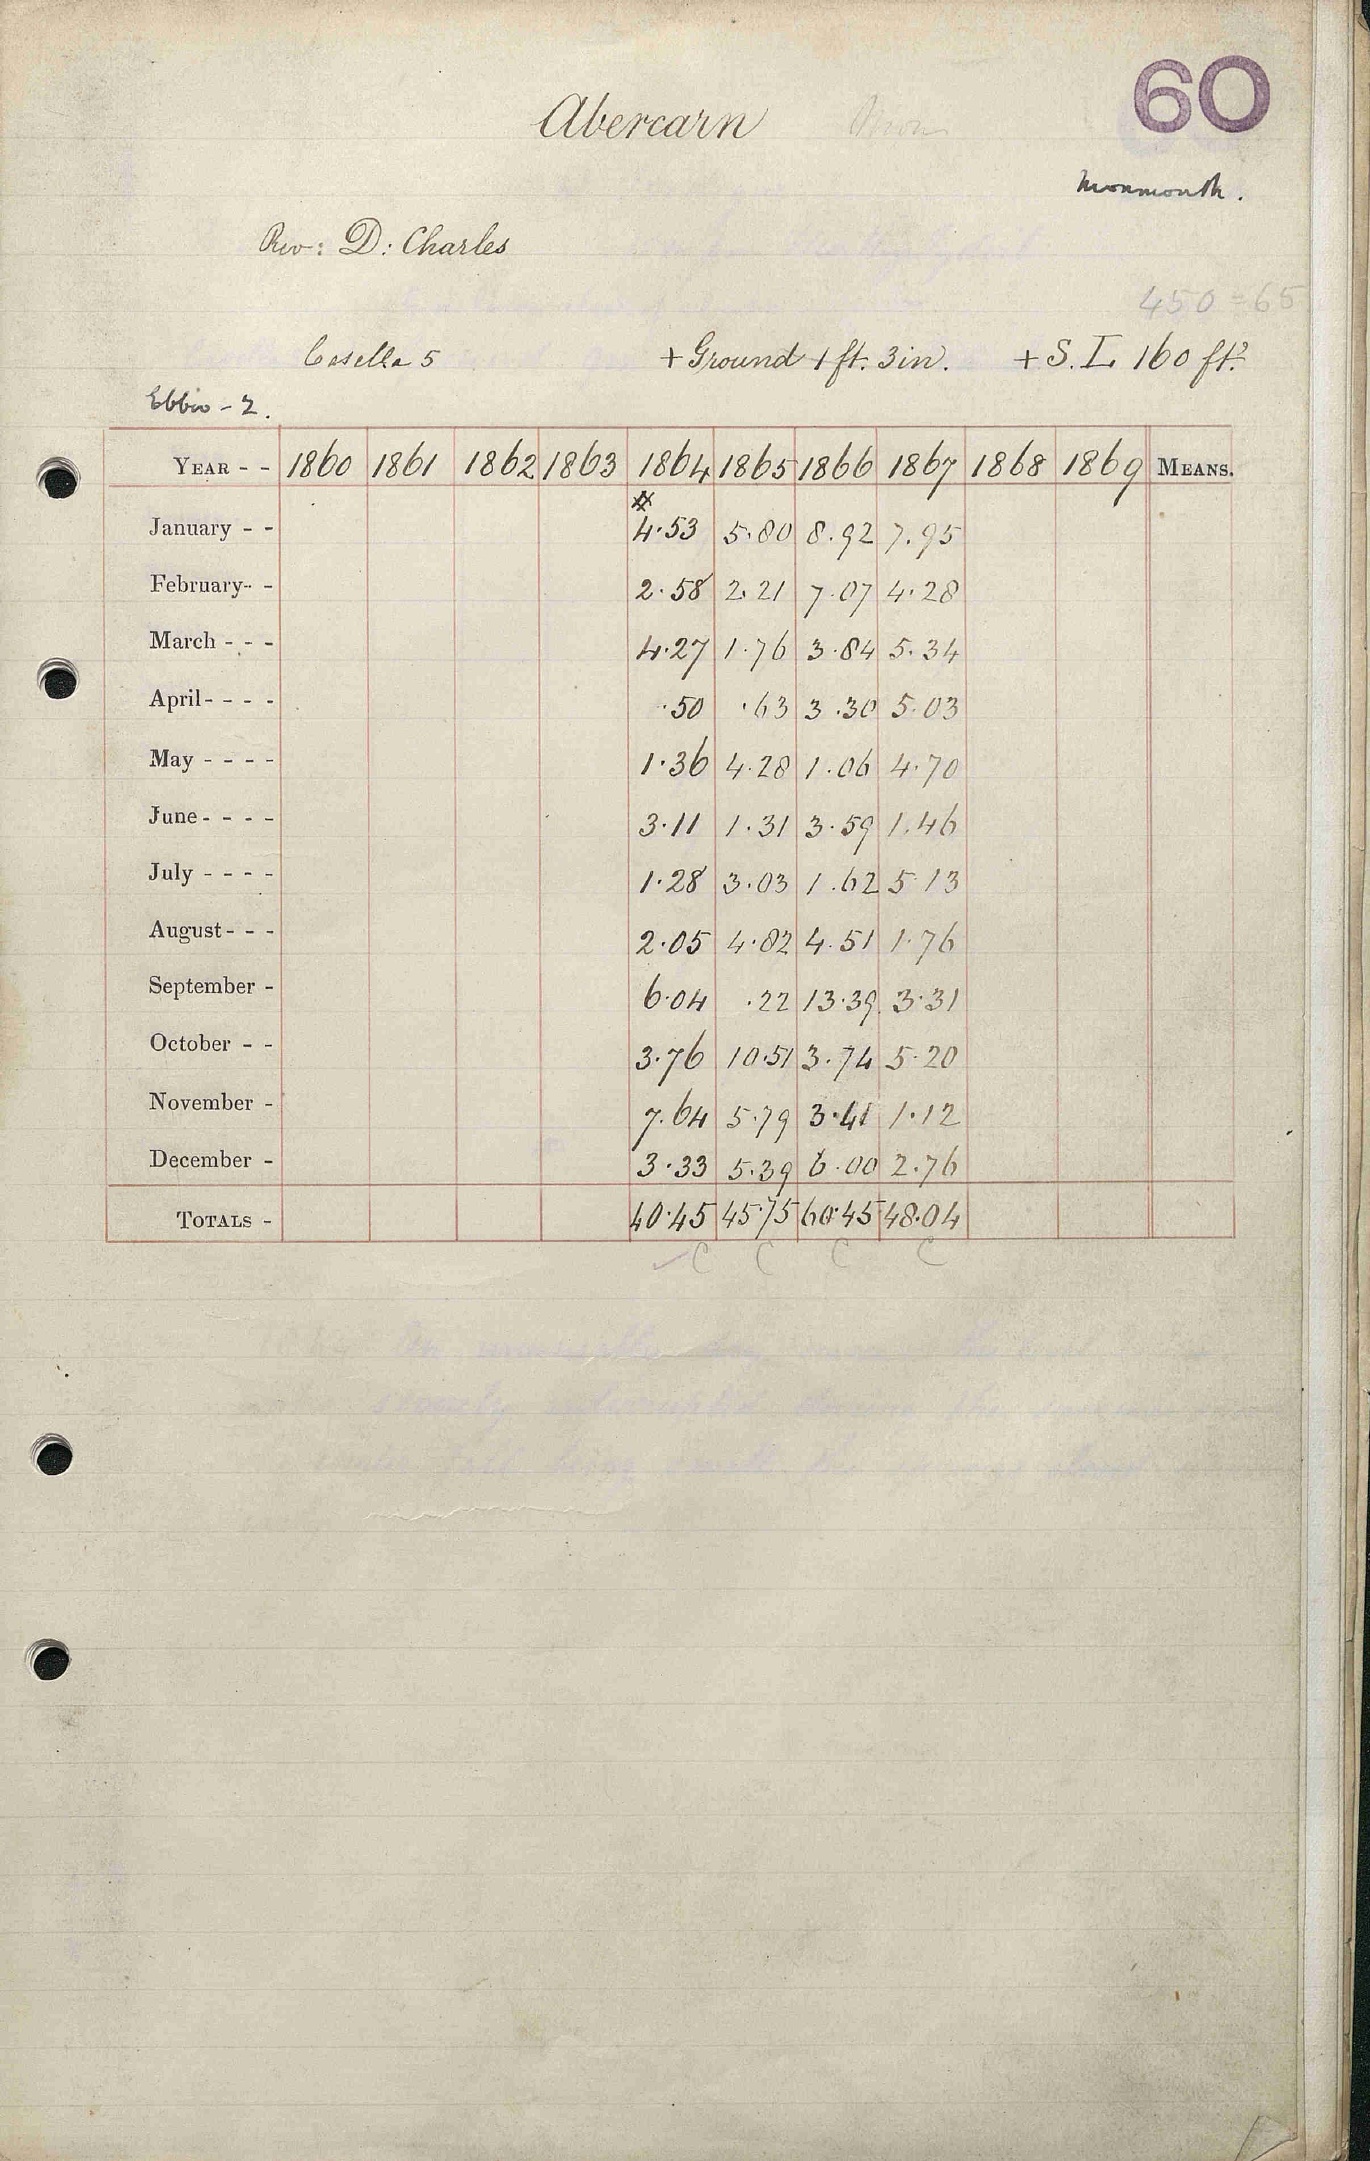 60
Abercarn Mon
Monmouth.
Rev: D: Charles
450 = 65
Casella 5 + Ground 1 ft. 3 in. + S. L. 160 ft?
Ebbw - 2.
YEAR - - 1860 1861 1862 1863 1864 1865 1866 1867 1868 1869 MEANS.
January - - 4.53 5.80 8.92 7.95
February - - 2.58 2.21 7.07 4.28
March - - - 4.27 1.76 3.84 5.34
April - - - - .50 .63 3.30 5.03
May - - - - 1.36 4.28 1.06 4.70
June - - - - 3.11 1.31 3.59 1.46
July - - - - 1.28 3.03 1.62 5.13
August - - - 2.05 4.82 4.51 1.76
September - 6.04 .22 13.39 3.31
October - - 3.76 10.51 3.74 5.20
November - 7.64 5.79 3.41 1.12
December - 3.33 5.39 6.00 2.76
TOTALS - 40.45 45.75 60.45 48.04
C C C C